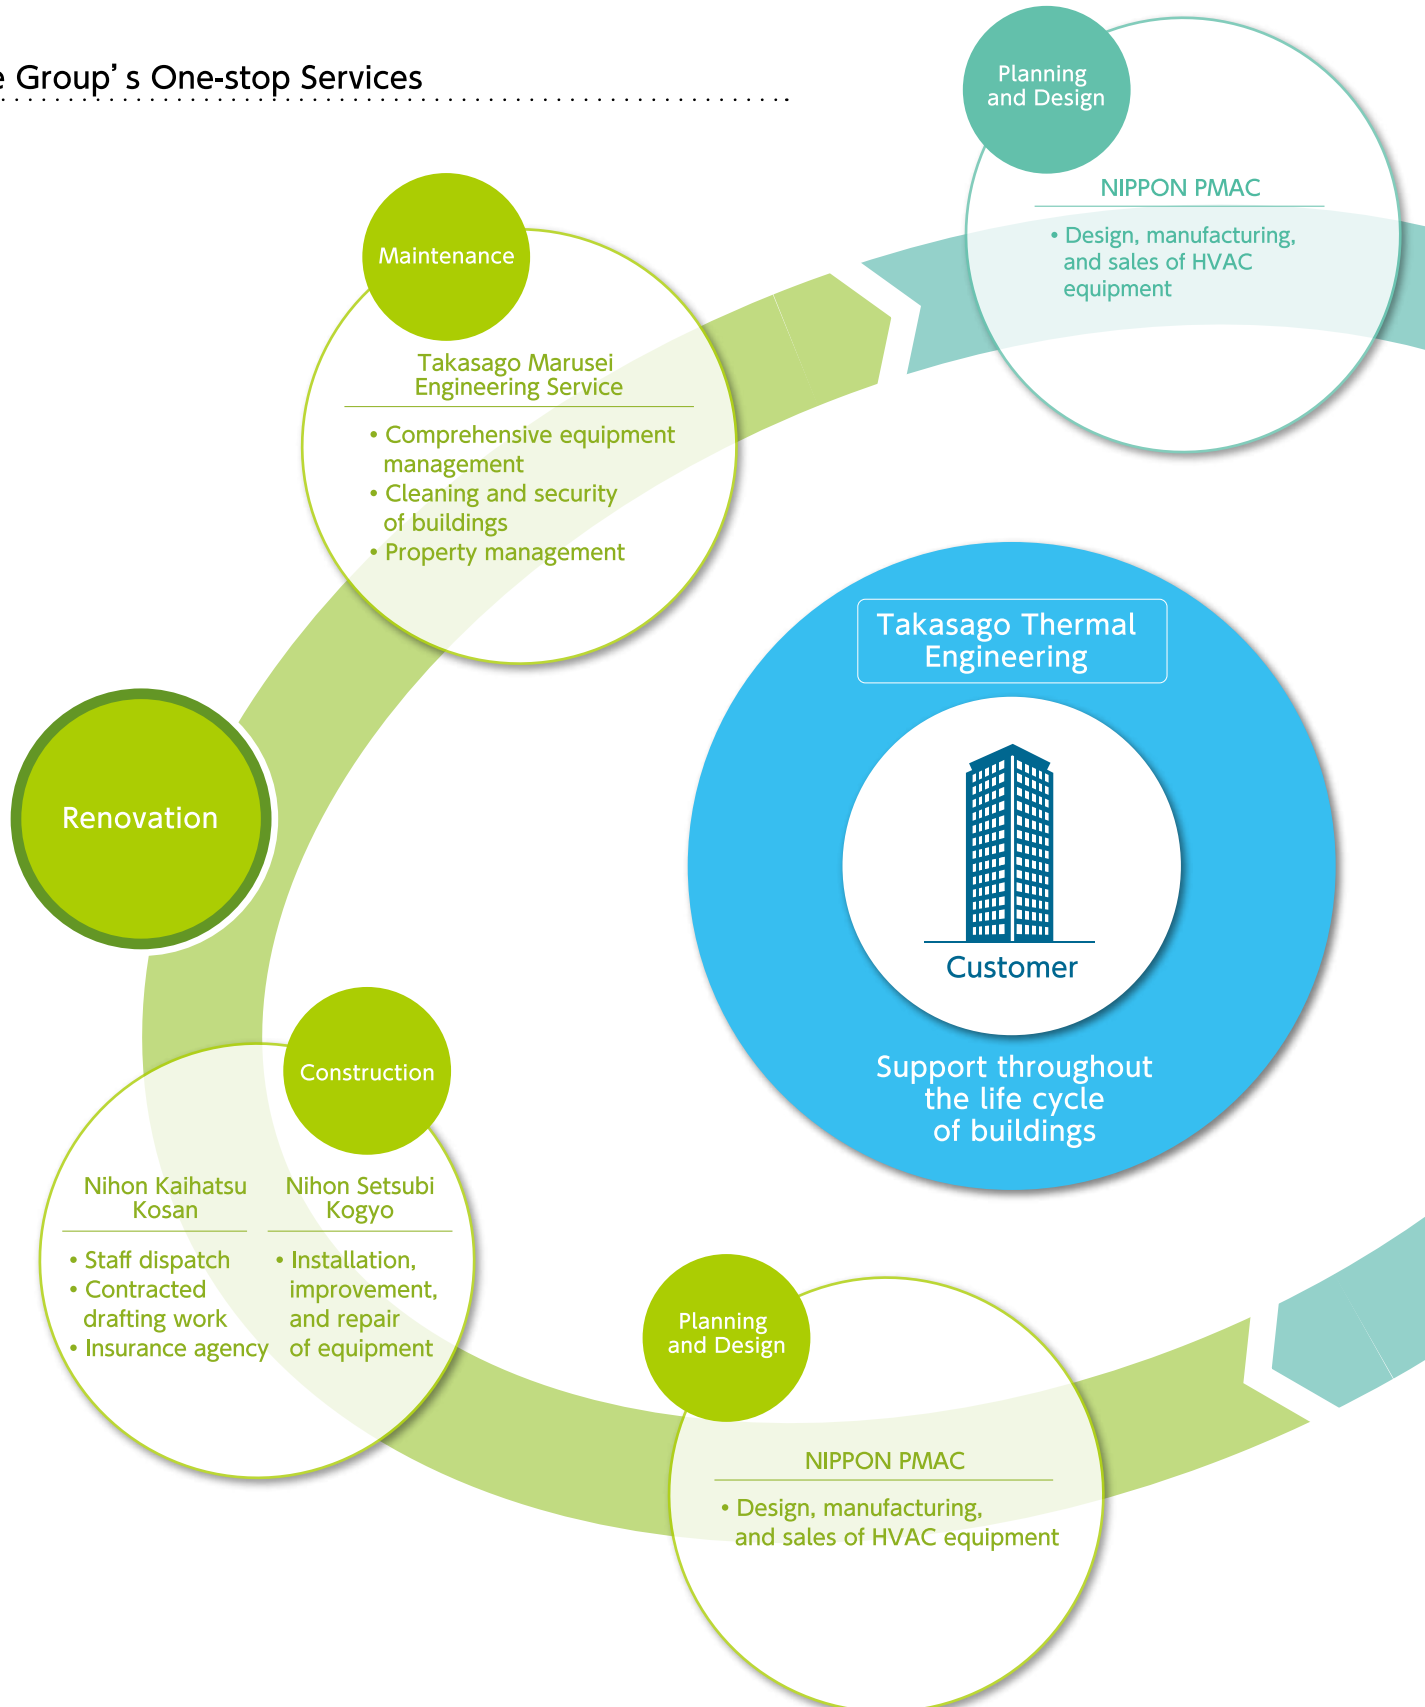 Group’s One-stop Services
Planning
and Design
NIPPON PMAC
• Design, manufacturing,
and sales of HVAC
equipment
Maintenance
Takasago Marusei
Engineering Service
• Comprehensive equipment
management
• Cleaning and security
of buildings
• Property management
Takasago Thermal
Engineering
Customer
Support throughout
the life cycle
of buildings
Renovation
Construction
Nihon Kaihatsu
Kosan
• Staff dispatch
• Contracted
drafting work
• Insurance agency
Nihon Setsubi
Kogyo
• Installation,
improvement,
and repair
of equipment
Planning
and Design
NIPPON PMAC
• Design, manufacturing,
and sales of HVAC equipment